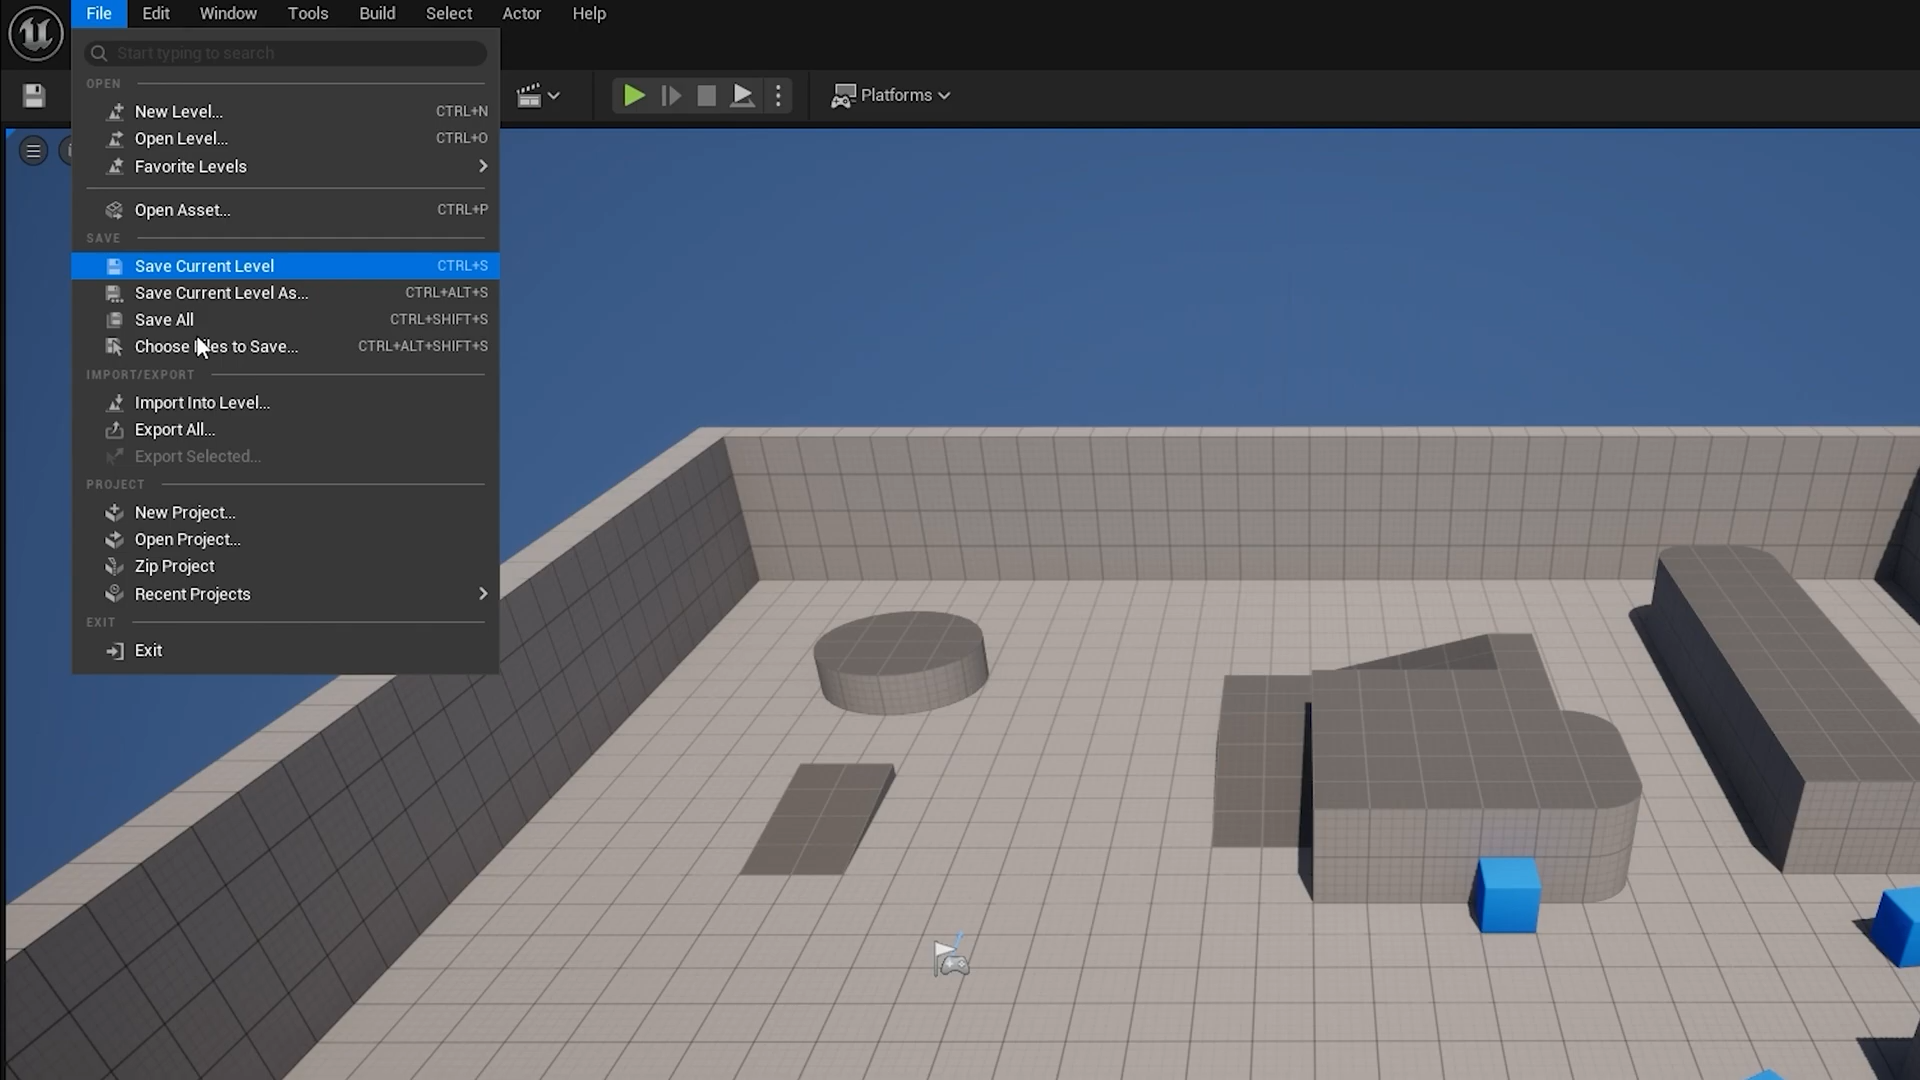 File Edit Window Tools Build Select Actor Help
Start typing to search
OPEN
New Level... CTRL+N
Open Level... CTRL+O
Favorite Levels
Open Asset... CTRL+P
SAVE
Save Current Level CTRL+S
Save Current Level As... CTRL+ALT+S
Save All CTRL+SHIFT+S
Choose Files to Save... CTRL+ALT+SHIFT+S
IMPORT/EXPORT
Import Into Level...
Export All...
Export Selected...
PROJECT
New Project...
Open Project...
Zip Project
Recent Projects
EXIT
Exit
Platforms